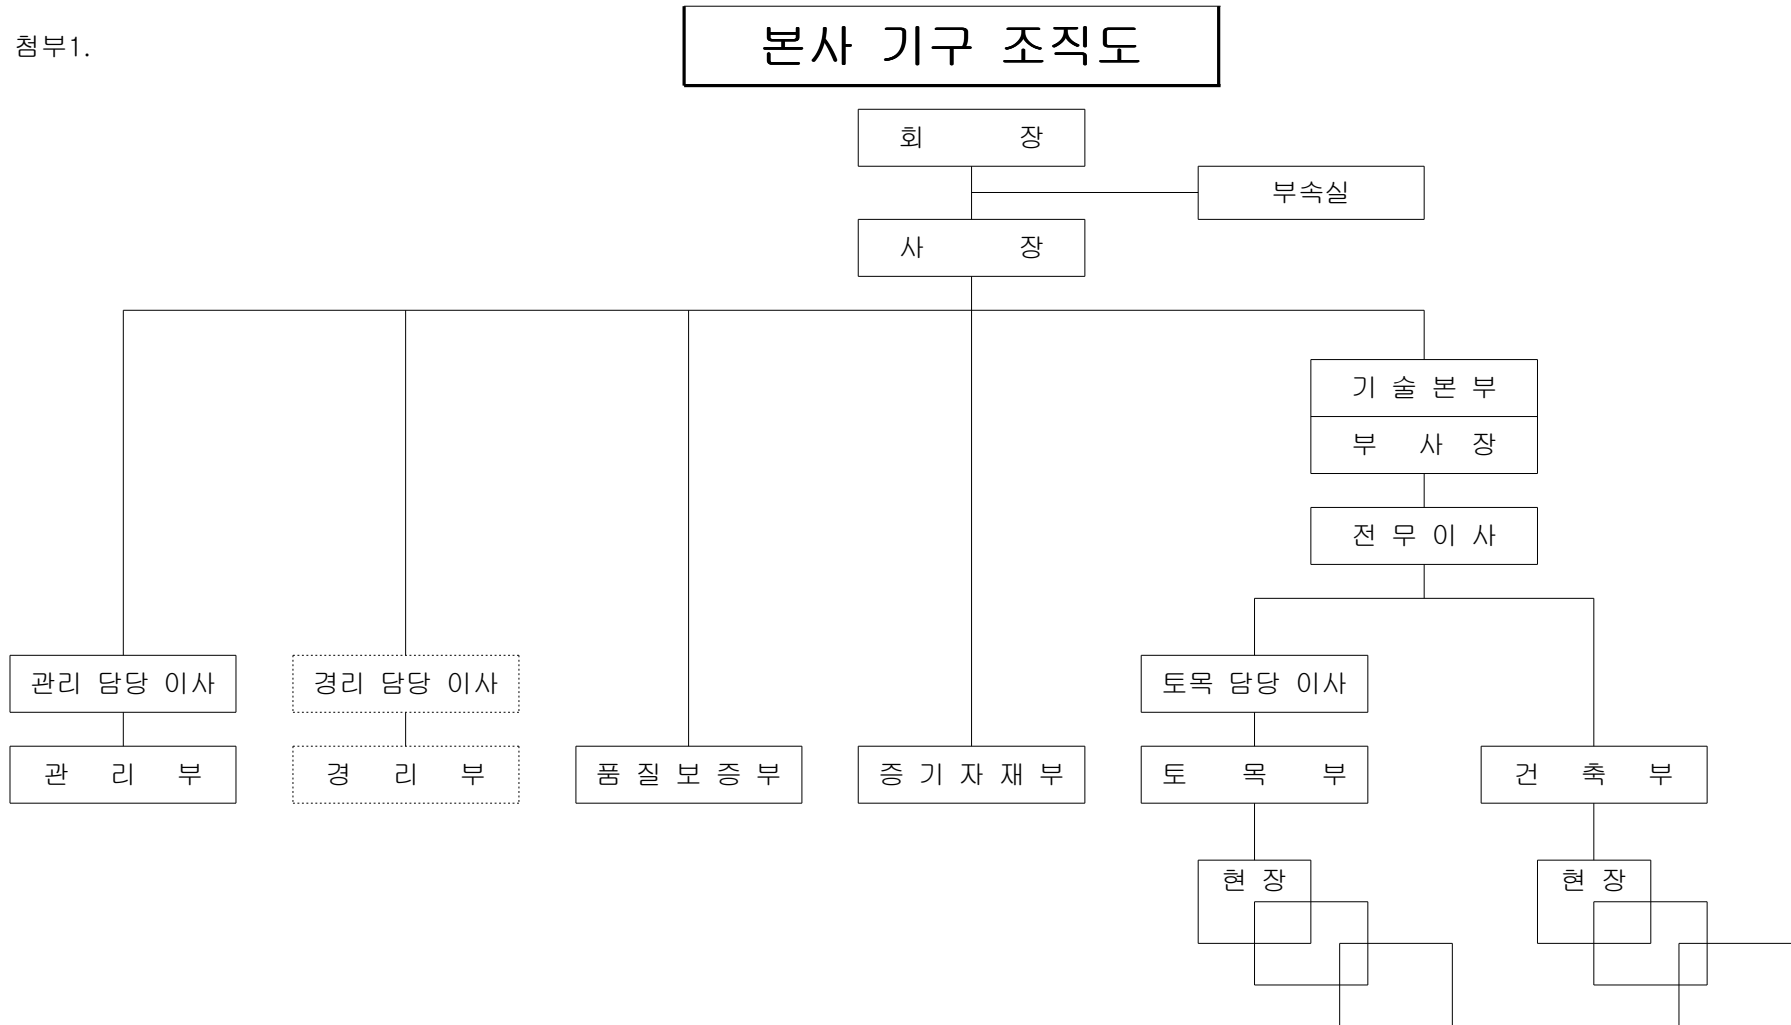 첨부1.
본사 기구 조직도
회 장
부속실
사 장
기 술 본 부
부 사 장
전 무 이 사
관리 담당 이사
경리 담당 이사
토목 담당 이사
관 리 부
경 리 부
품 질 보 증 부
증 기 자 재 부
토 목 부
건 축 부
현 장
현 장